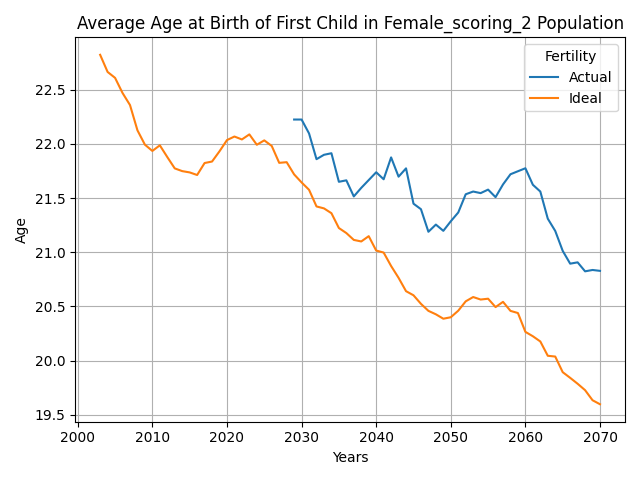 Average Age at Birth of First Child in Female_scoring_2 Population
Fertility
Actual
Ideal
Age
22.5
22.0
21.5
21.0
20.5
20.0
19.5
2000 2010 2020 2030 2040 2050 2060 2070
Years